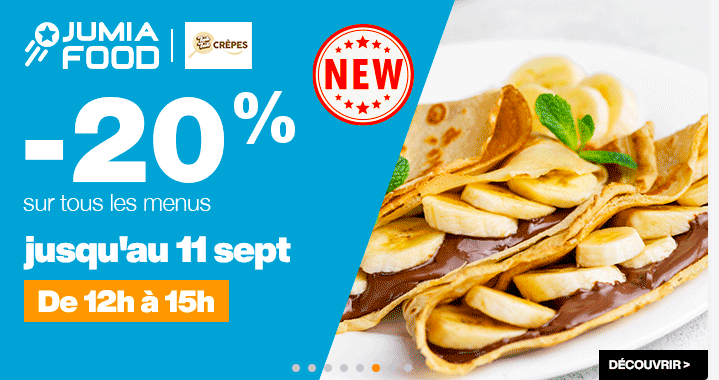 JUMIA
FOOD
CRÊPES
NEW
-20%
sur tous les menus
jusqu'au 11 sept
De 12h à 15h
DÉCOUVRIR >